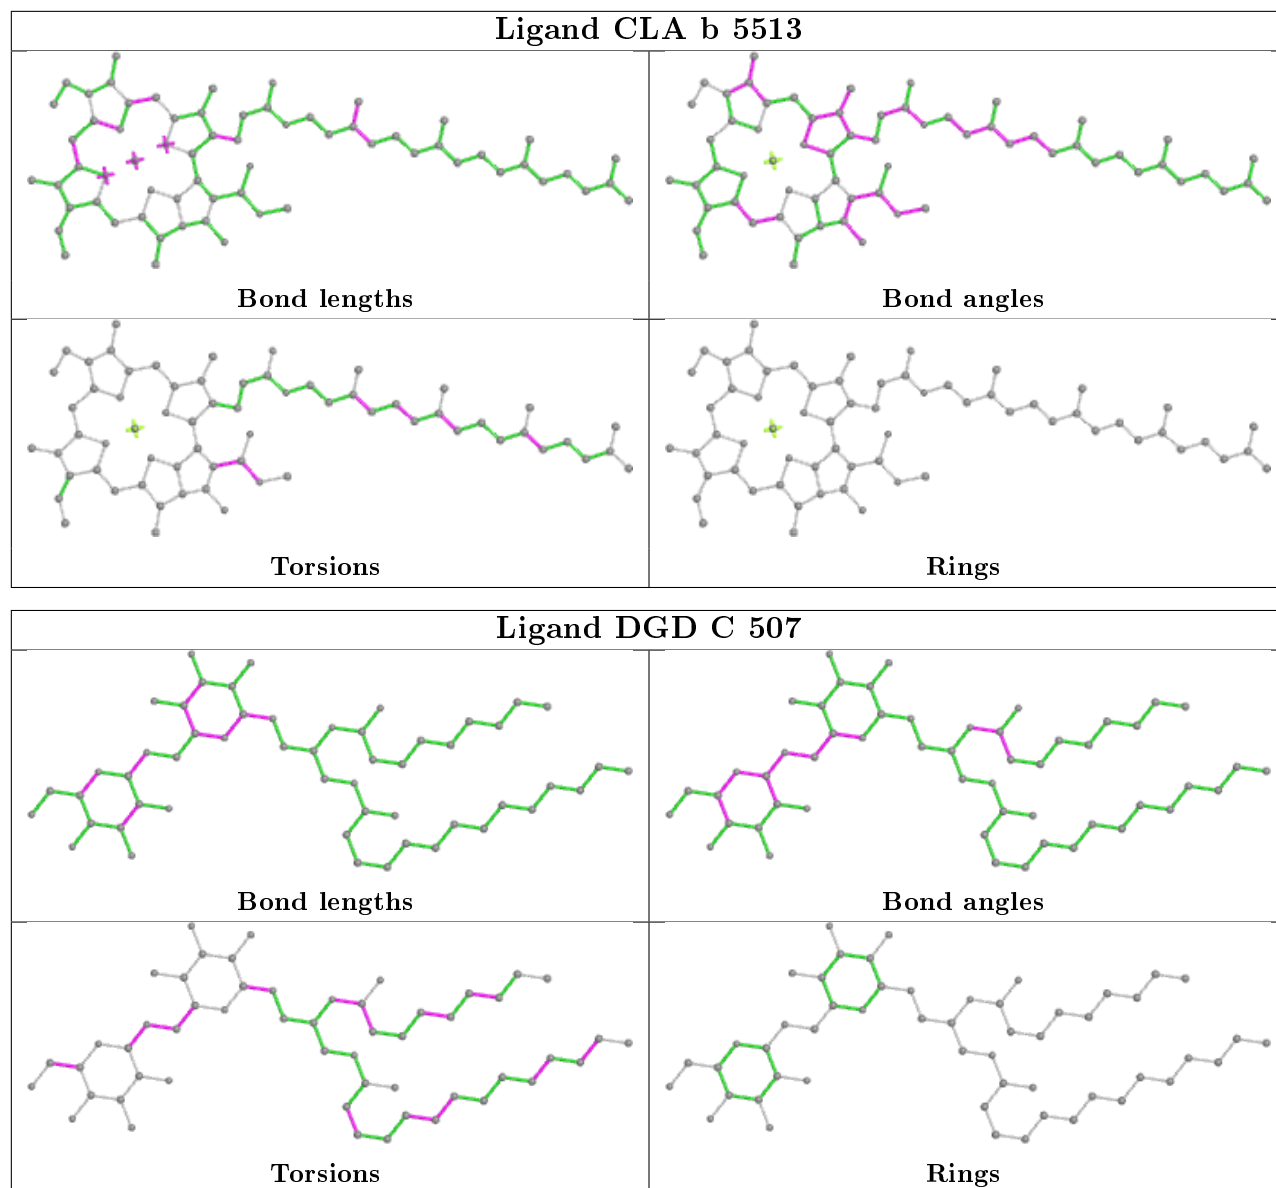 Ligand CLA b 5513
Bond lengths
Bond angles
Torsions
Rings
Ligand DGD C 507
Bond lengths
Bond angles
Torsions
Rings